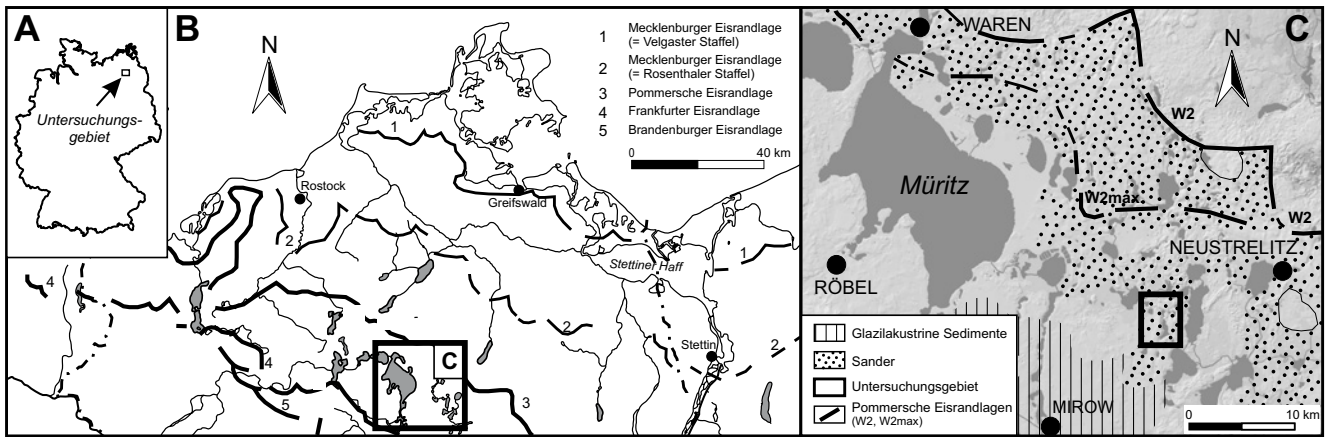 A
Untersuchungs-
gebiet
B
N
1 Mecklenburger Eisrandlage
(= Velgaster Staffel)
2 Mecklenburger Eisrandlage
(= Rosenthaler Staffel)
3 Pommersche Eisrandlage
4 Frankfurter Eisrandlage
5 Brandenburger Eisrandlage
0 40 km
1
Rostock
Greifswald
2
1
Stettiner Haff
4
2
Stettin
2
4
C
5
3
C
WAREN
N
W2
Müritz
W2max
W2
NEUSTRELITZ
RÖBEL
Glazilakustrine Sedimente
Sander
Untersuchungsgebiet
Pommersche Eisrandlagen
(W2, W2max)
MIROW
0 10 km